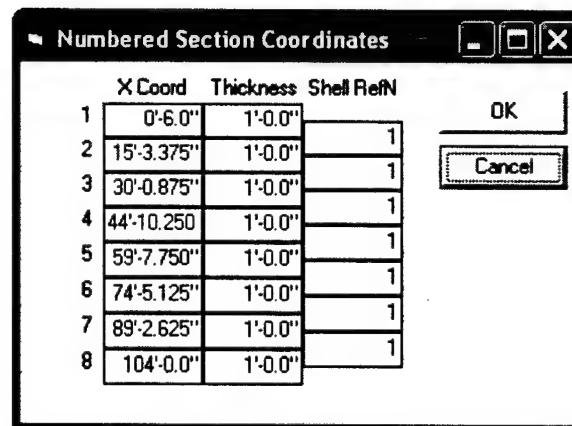 Numbered Section Coordinates
X Coord Thickness Shell RefN
1 0'-6.0" 1'-0.0"
1
OK
2 15'-3.375" 1'-0.0"
1
Cancel
3 30'-0.875" 1'-0.0"
1
4 44'-10.250 1'-0.0"
1
5 59'-7.750" 1'-0.0"
1
6 74'-5.125" 1'-0.0"
1
7 89'-2.625" 1'-0.0"
1
8 104'-0.0" 1'-0.0"